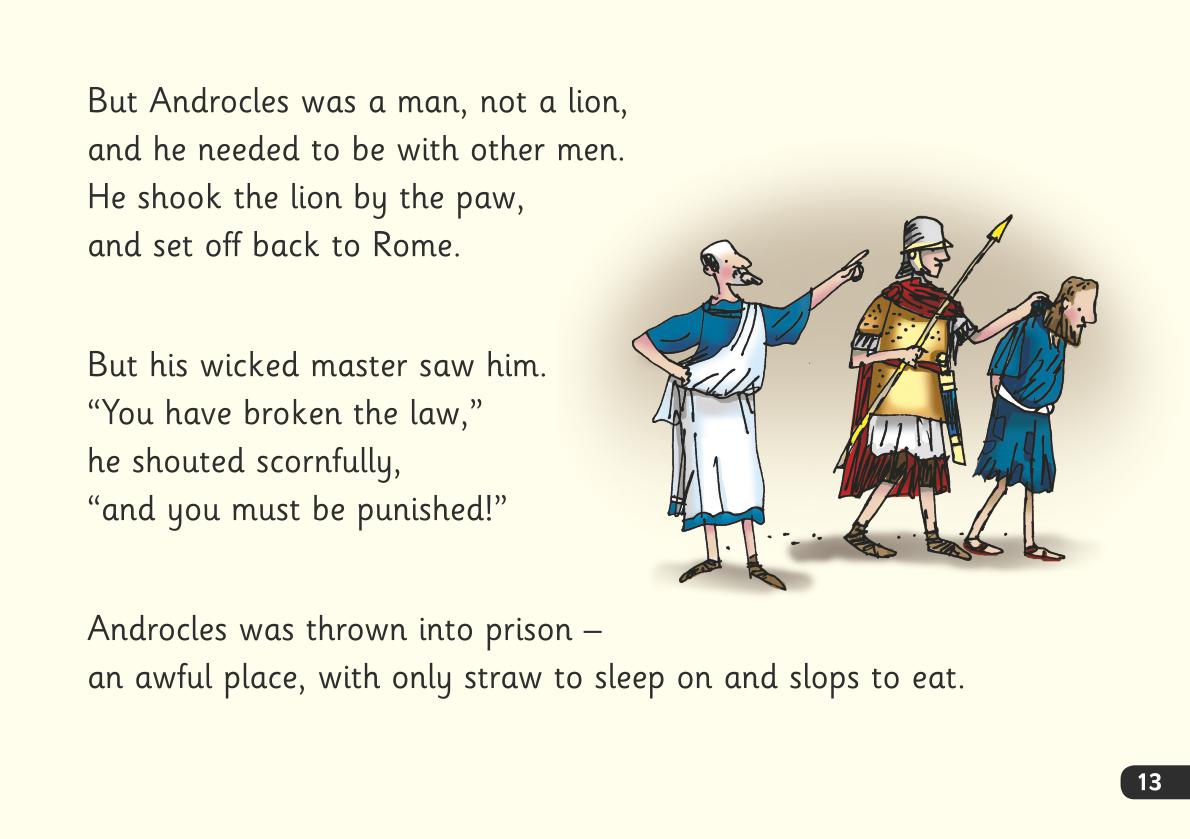 But Androcles was a man, not a lion,
and he needed to be with other men.
He shook the lion by the paw,
and set off back to Rome.
But his wicked master saw him.
“You have broken the law,”
he shouted scornfully,
“and you must be punished!”
Androcles was thrown into prison –
an awful place, with only straw to sleep on and slops to eat.
13